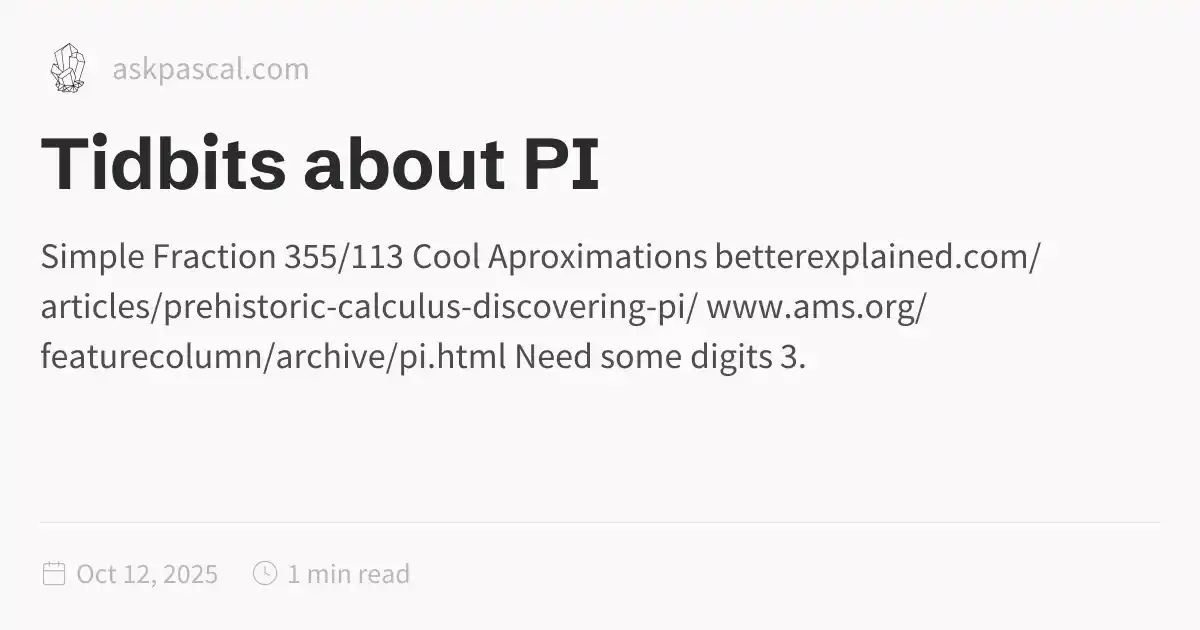 askpascal.com
Tidbits about PI
Simple Fraction 355/113 Cool Aproximations betterexplained.com/
articles/prehistoric-calculus-discovering-pi/ www.ams.org/
featurecolumn/archive/pi.html Need some digits 3.
Oct 12, 2025 1 min read